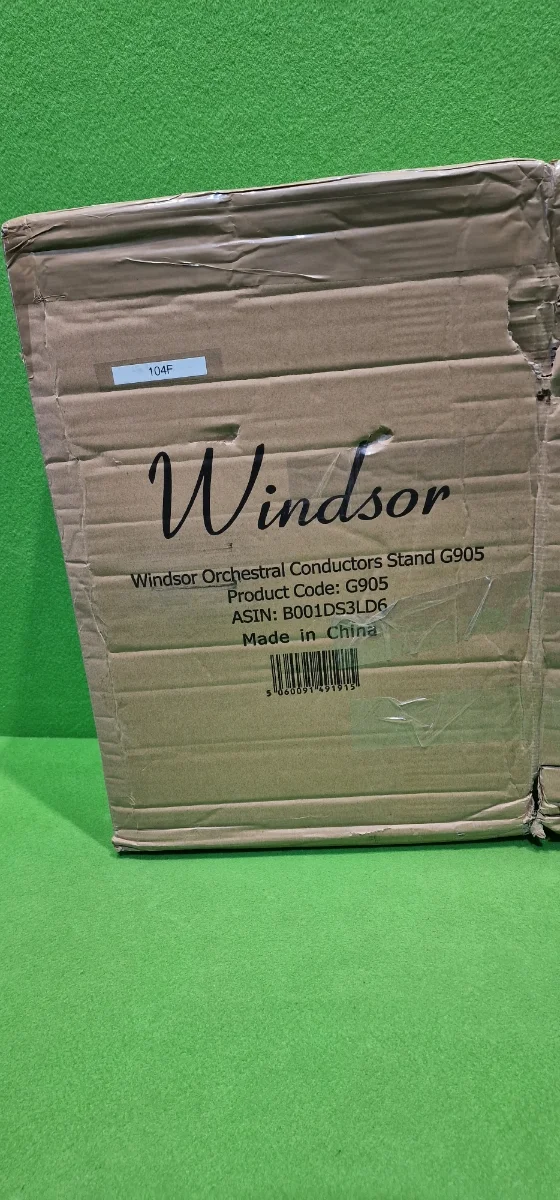 104F
Windsor
Windsor Orchestral Conductors Stand G905
Product Code: G905
ASIN: B001DS3LD6
Made in China
5 060091 491915